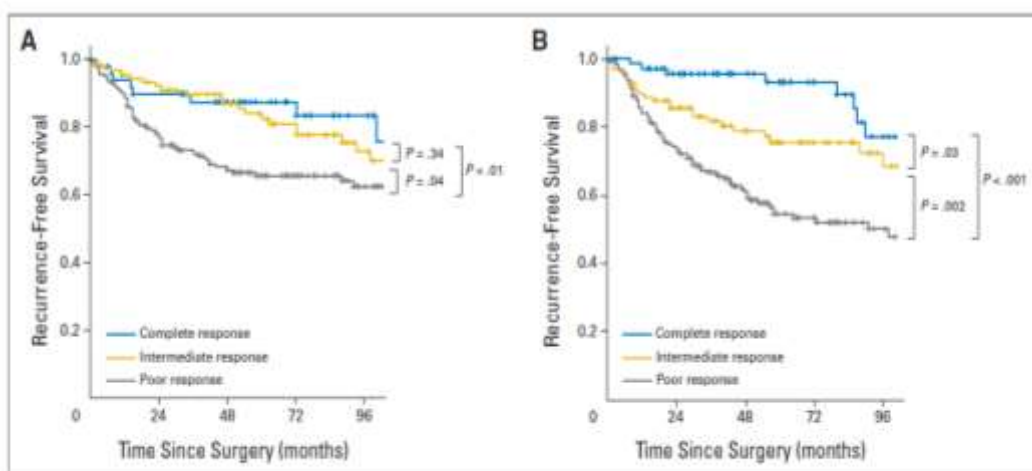 A
Recurrence-Free Survival
1.0
0.8
0.6
0.4
0.2
0
24
48
72
96
Time Since Surgery (months)
Complete response
Intermediate response
Poor response
P = .34
P = .04
P < .01
B
Recurrence-Free Survival
1.0
0.8
0.6
0.4
0.2
0
24
48
72
96
Time Since Surgery (months)
Complete response
Intermediate response
Poor response
P = .03
P = .002
P < .001